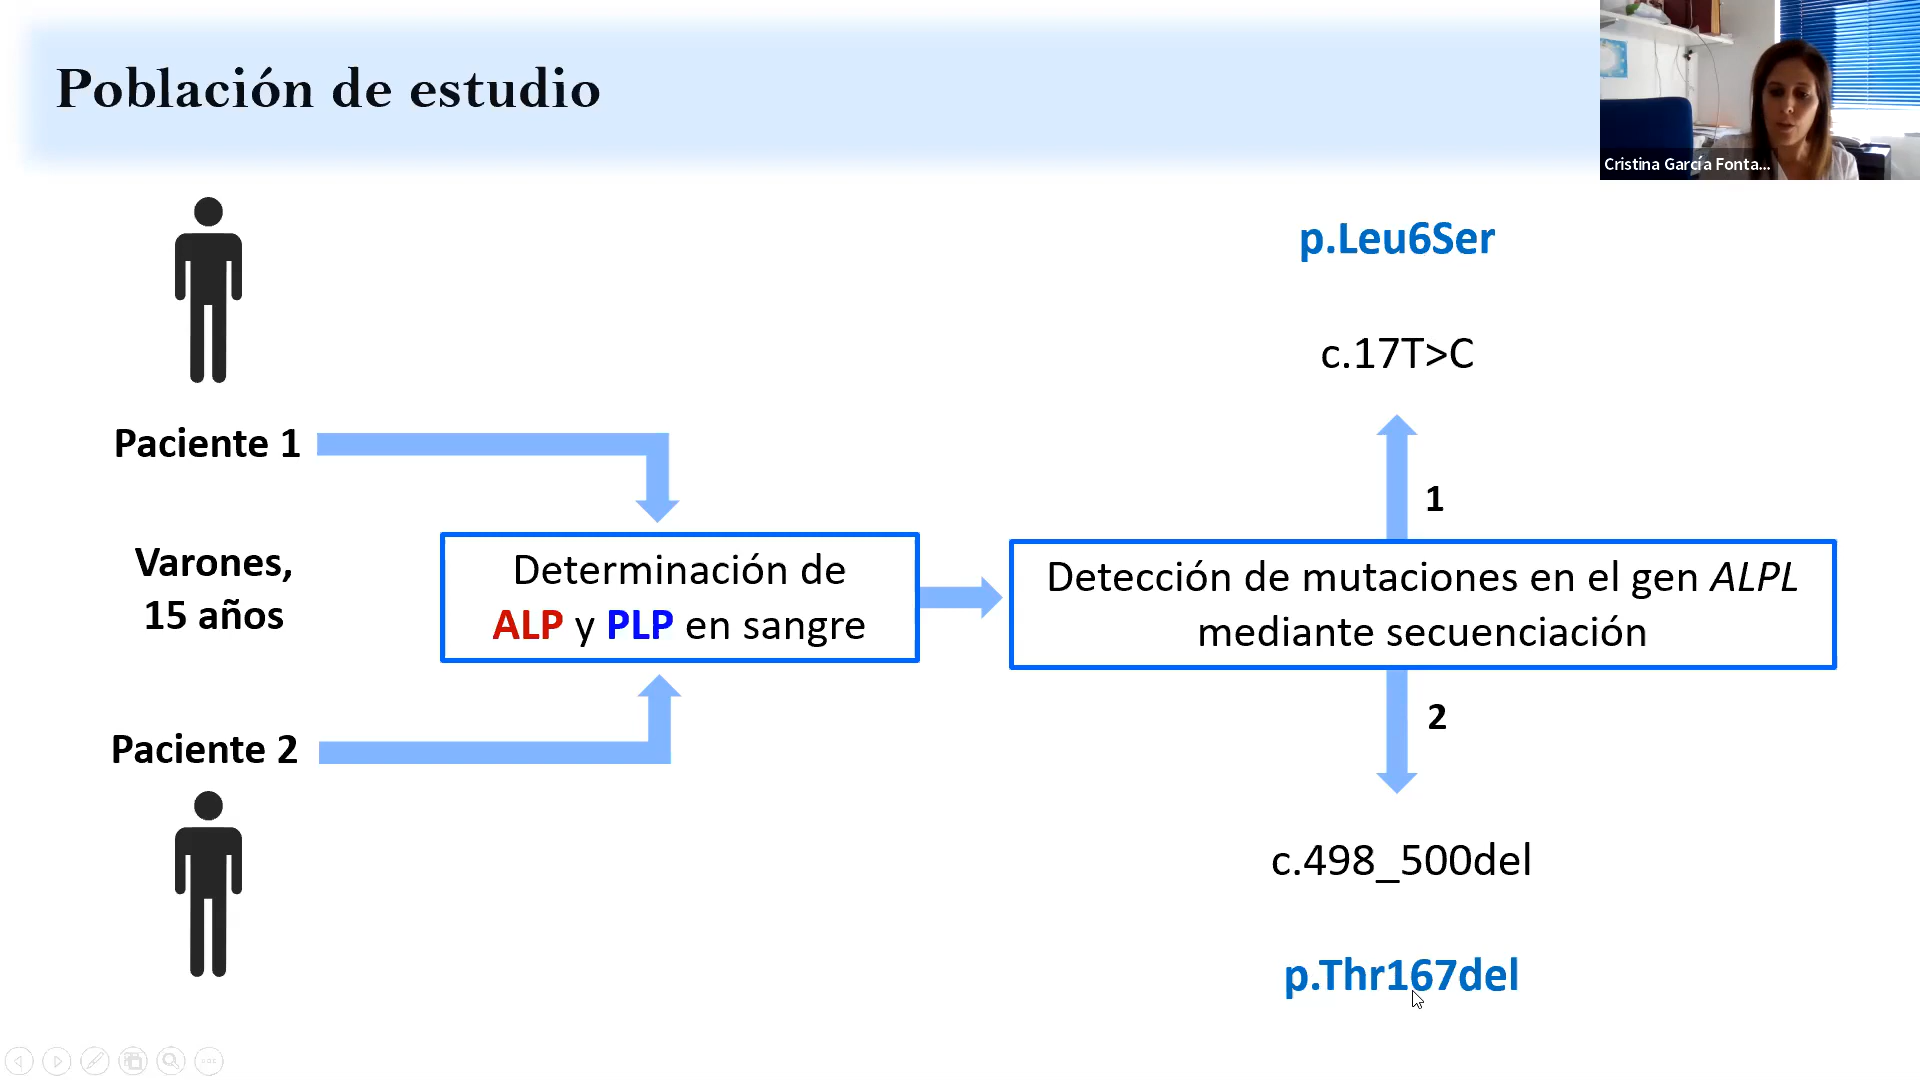 Población de estudio
Cristina García Fonta...
p.Leu6Ser
c.17T>C
Paciente 1
1
Varones,
15 años
Determinación de
ALP y PLP en sangre
Detección de mutaciones en el gen ALPL
mediante secuenciación
2
Paciente 2
c.498_500del
p.Thr167del